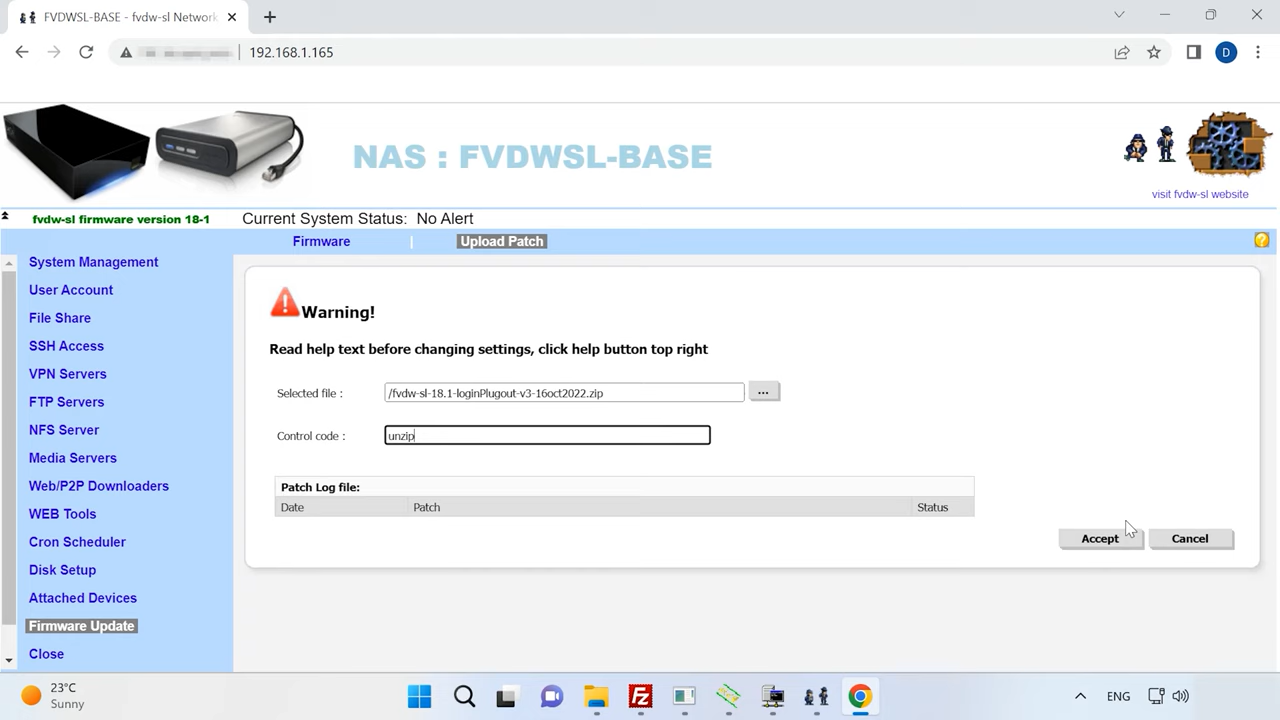 FVDWSL-BASE - fvdw-sl Network
192.168.1.165
D
NAS : FVDWSL-BASE
visit fvdw-sl website
fvdw-sl firmware version 18-1
Current System Status: No Alert
Firmware | Upload Patch
System Management
User Account
File Share
SSH Access
VPN Servers
FTP Servers
NFS Server
Media Servers
Web/P2P Downloaders
WEB Tools
Cron Scheduler
Disk Setup
Attached Devices
Firmware Update
Close
Warning!
Read help text before changing settings, click help button top right
Selected file : /fvdw-sl-18.1-loginPlugout-v3-16oct2022.zip ...
Control code : unzip
Patch Log file:
Date Patch Status
Accept Cancel
23°C
Sunny
ENG